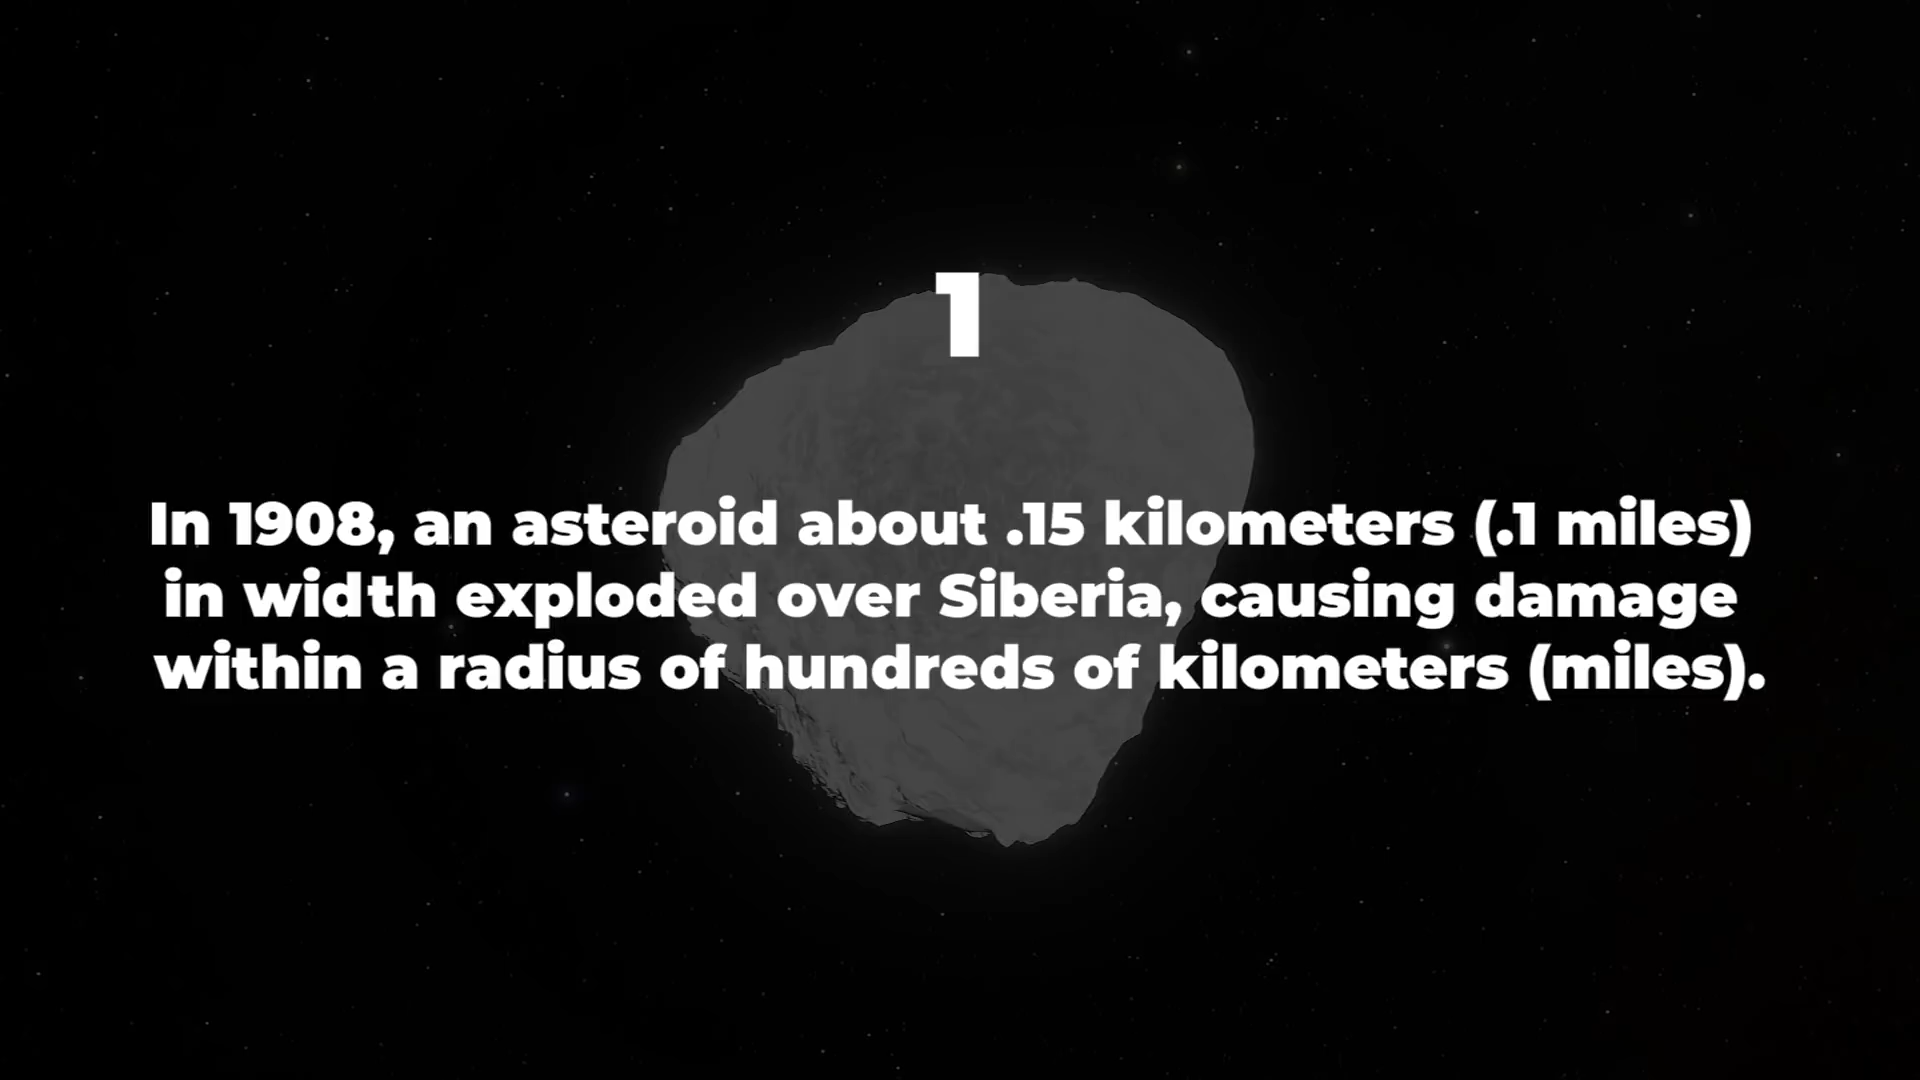 1
In 1908, an asteroid about .15 kilometers (.1 miles)
in width exploded over Siberia, causing damage
within a radius of hundreds of kilometers (miles).